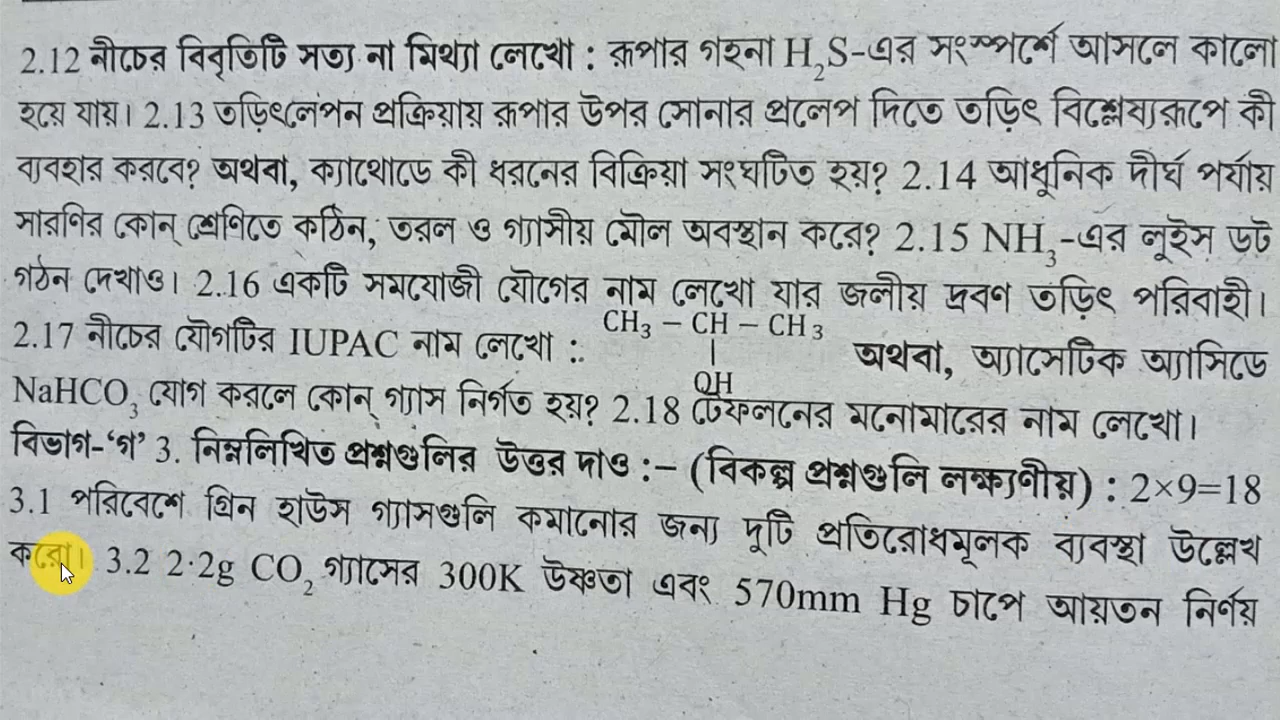 2.12 নীচের বিবৃতিটি সত্য না মিথ্যা লেখো : রূপার গহনা H₂S-এর সংস্পর্শে আসলে কালো
হয়ে যায়। 2.13 তড়িৎলেপন প্রক্রিয়ায় রূপার উপর সোনার প্রলেপ দিতে তড়িৎ বিশ্লেষ্যরূপে কী
ব্যবহার করবে? অথবা, ক্যাথোডে কী ধরনের বিক্রিয়া সংঘটিত হয়? 2.14 আধুনিক দীর্ঘ পর্যায়
সারণির কোন্ শ্রেণিতে কঠিন, তরল ও গ্যাসীয় মৌল অবস্থান করে? 2.15 NH₃-এর লুইস ডট
গঠন দেখাও। 2.16 একটি সমযোজী যৌগের নাম লেখো যার জলীয় দ্রবণ তড়িৎ পরিবাহী।
2.17 নীচের যৌগটির IUPAC নাম লেখো : CH₃ – CH – CH₃ অথবা, অ্যাসেটিক অ্যাসিডে
|
OH
NaHCO₃ যোগ করলে কোন্ গ্যাস নির্গত হয়? 2.18 টেফলনের মনোমারের নাম লেখো।
বিভাগ-‘গ’ 3. নিম্নলিখিত প্রশ্নগুলির উত্তর দাও :– (বিকল্প প্রশ্নগুলি লক্ষ্যণীয়) : 2×9=18
3.1 পরিবেশে গ্রিন হাউস গ্যাসগুলি কমানোর জন্য দুটি প্রতিরোধমূলক ব্যবস্থা উল্লেখ
করো। 3.2 2·2g CO₂ গ্যাসের 300K উষ্ণতা এবং 570mm Hg চাপে আয়তন নির্ণয়